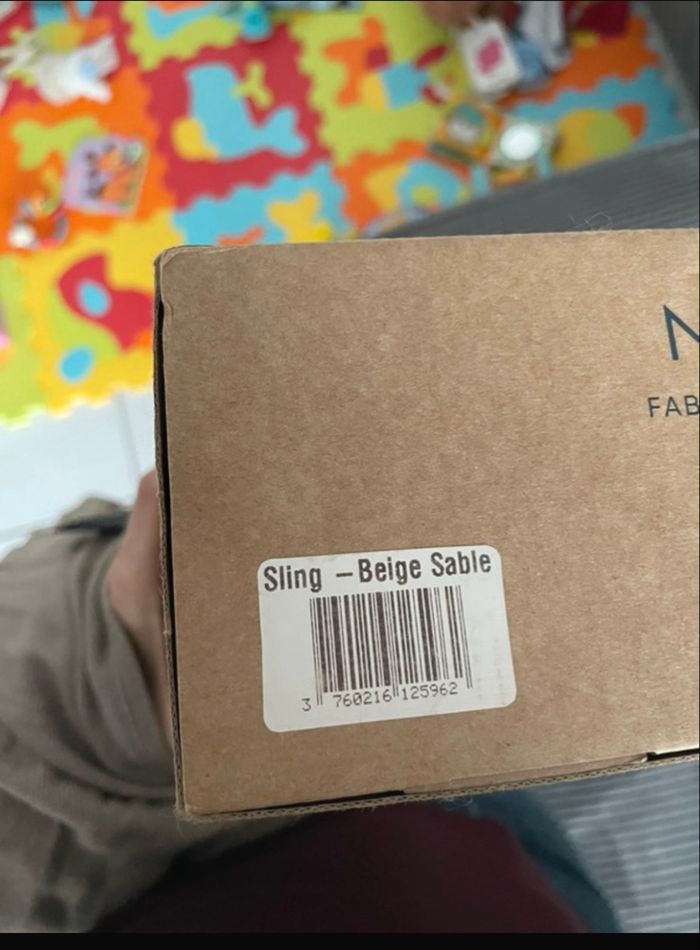 N
FAB
Sling – Beige Sable
3 760216 125962